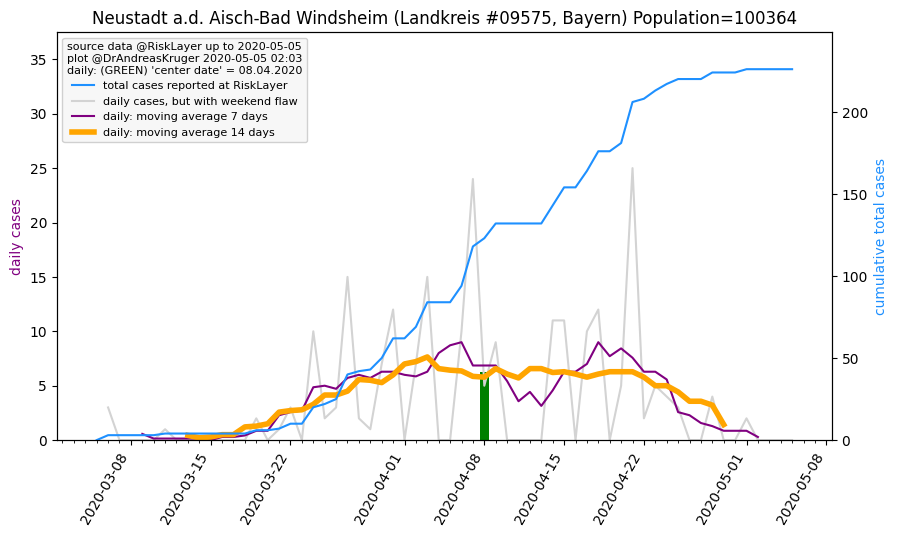 Neustadt a.d. Aisch-Bad Windsheim (Landkreis #09575, Bayern) Population=100364
source data @RiskLayer up to 2020-05-05
plot @DrAndreasKruger 2020-05-05 02:03
daily: (GREEN) 'center date' = 08.04.2020
total cases reported at RiskLayer
daily cases, but with weekend flaw
daily: moving average 7 days
daily: moving average 14 days
daily cases
35
30
25
20
15
10
5
0
cumulative total cases
200
150
100
50
0
2020-03-08
2020-03-15
2020-03-22
2020-04-01
2020-04-08
2020-04-15
2020-04-22
2020-05-01
2020-05-08